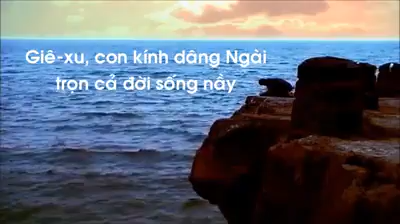 Giê-xu, con kính dâng Ngài
trọn cả đời sống nầy